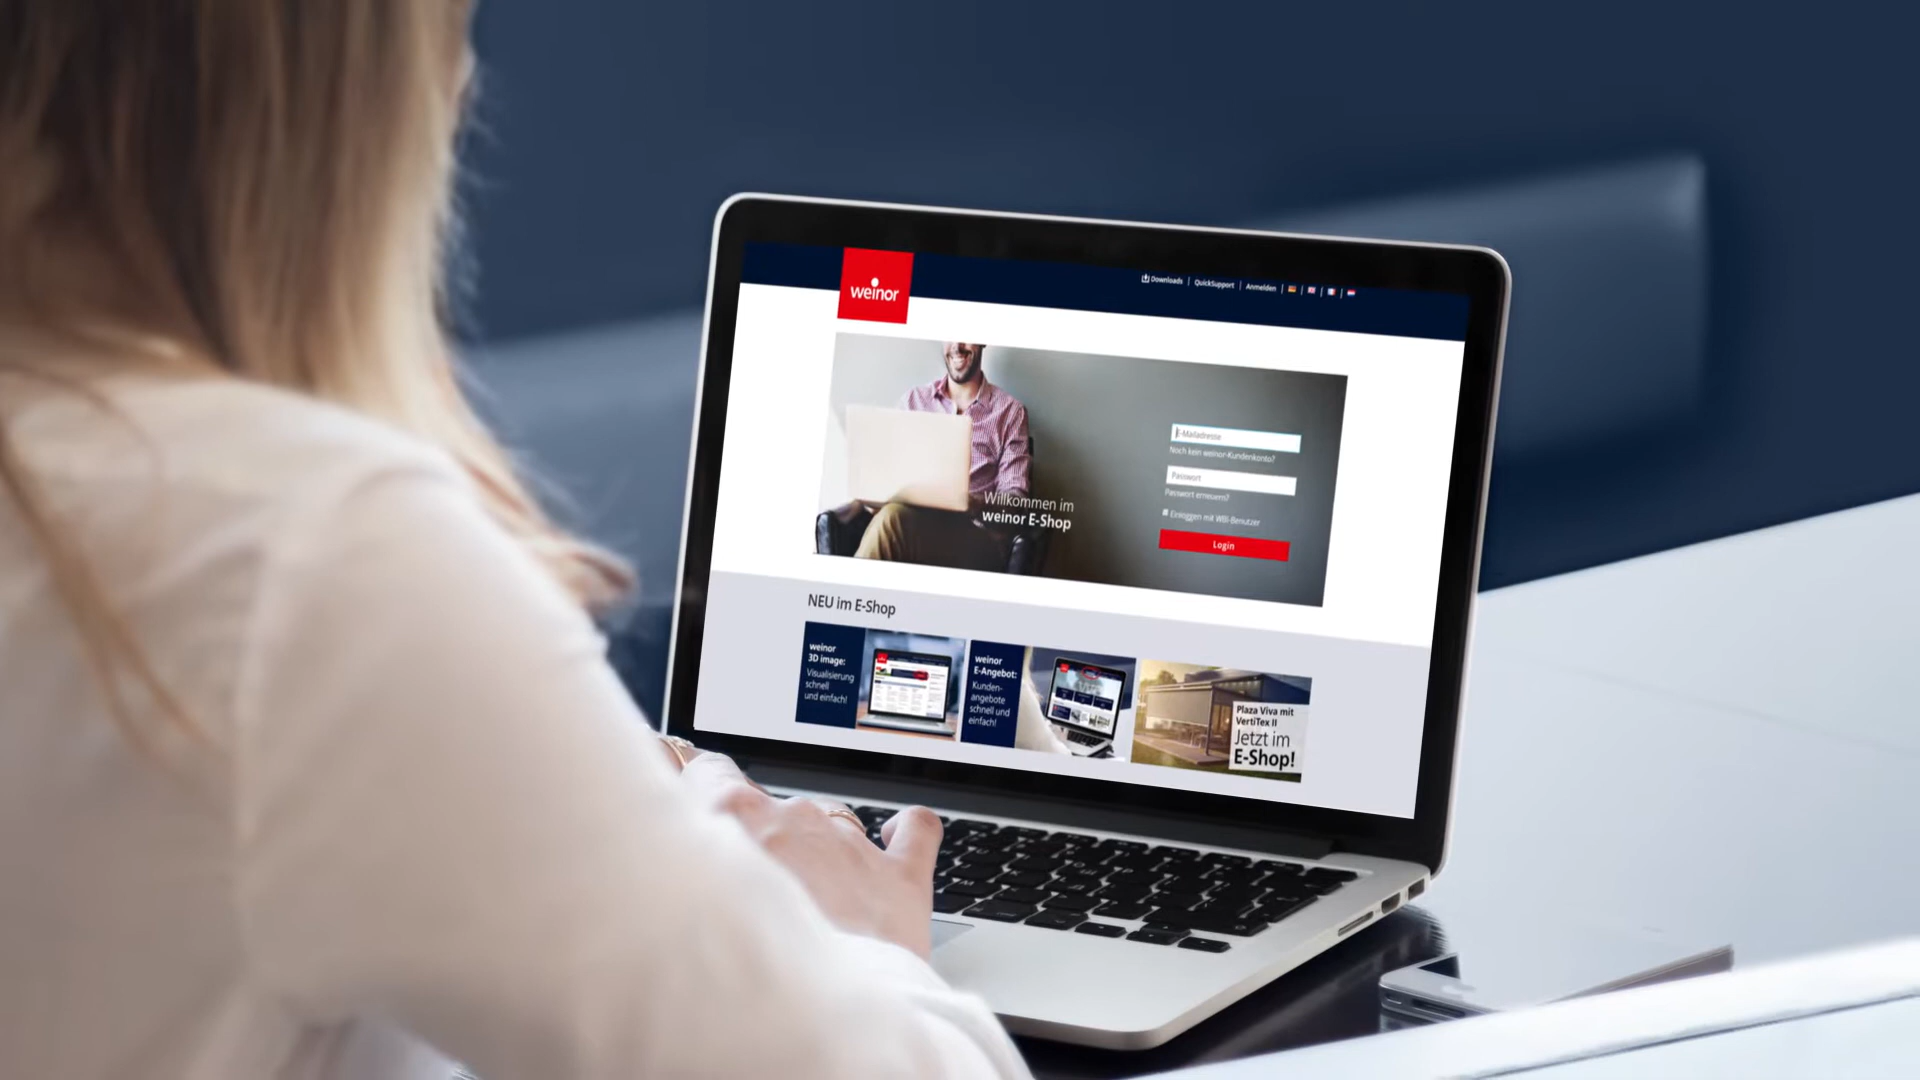 weinor
Downloads | QuickSupport | Anmelden
E-Mailadresse
Noch kein weinor-Kundenkonto?
Passwort
Passwort erneuern?
Einloggen mit WBI-Benutzer
Login
Willkommen im
weinor E-Shop
NEU im E-Shop
weinor
3D image:
Visualisierung
schnell
und einfach!
weinor
E-Angebot:
Kunden-
angebote
schnell und
einfach!
Plaza Viva mit
VertiTex II
Jetzt im
E-Shop!